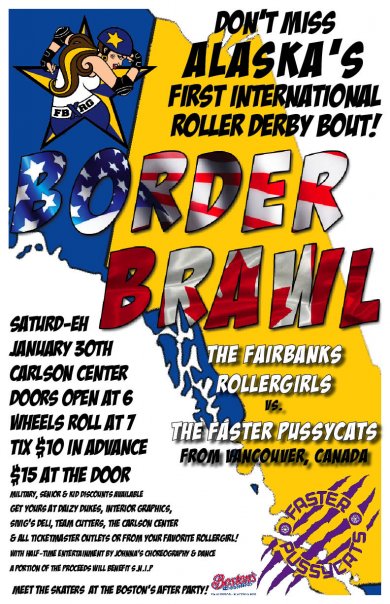 DON'T MISS
ALASKA'S
FIRST INTERNATIONAL
ROLLER DERBY BOUT!
FB RG
BORDER
BRAWL
SATURD-EH
JANUARY 30TH
CARLSON CENTER
DOORS OPEN AT 6
WHEELS ROLL AT 7
TIX $10 IN ADVANCE
$15 AT THE DOOR
THE FAIRBANKS
ROLLERGIRLS
VS.
THE FASTER PUSSYCATS
FROM VANCOUVER, CANADA
MILITARY, SENIOR & KID DISCOUNTS AVAILABLE
GET YOURS AT DAIZY DUKES, INTERIOR GRAPHICS,
SMIG'S DELI, TEAM CUTTERS, THE CARLSON CENTER
& ALL TICKETMASTER OUTLETS OR FROM YOUR FAVORITE ROLLERGIRL!
WITH HALF-TIME ENTERTAINMENT BY JOHNNA'S CHOREOGRAPHY & DANCE
A PORTION OF THE PROCEEDS WILL BENEFIT S.N.I.P
MEET THE SKATERS AT THE BOSTON'S AFTER PARTY!
Boston's
FASTER
PUSSYCATS